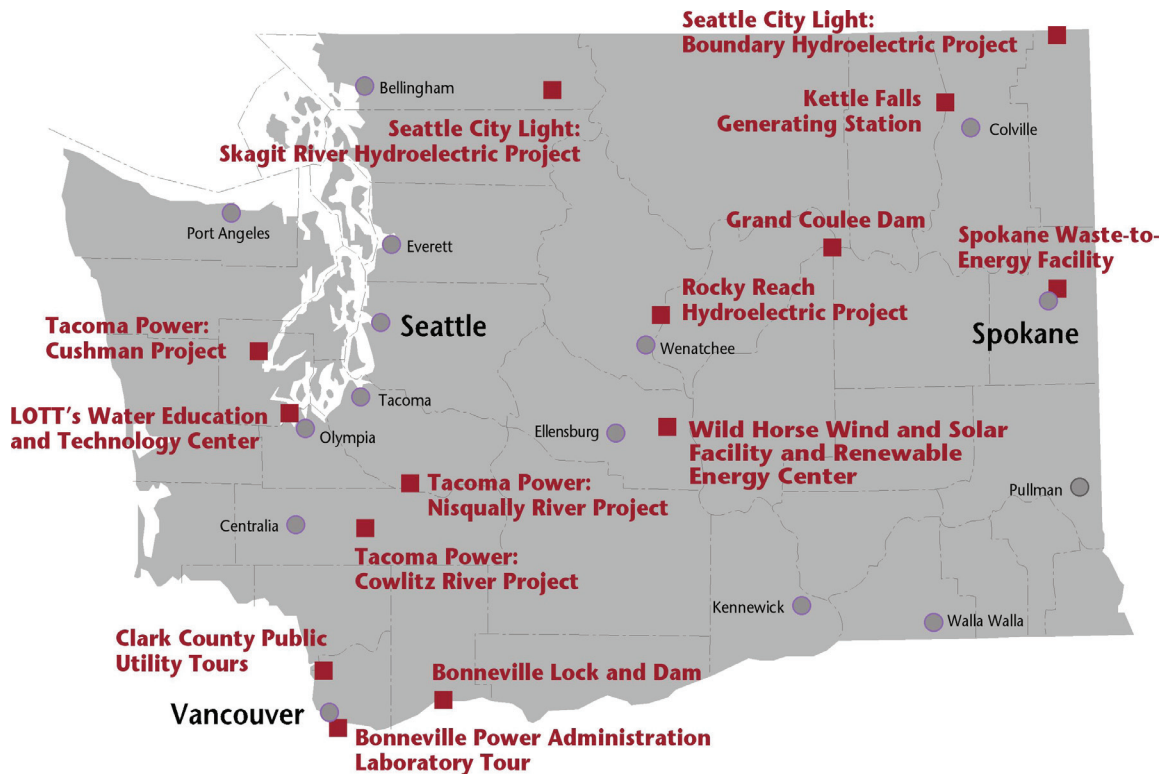 Seattle City Light:
Boundary Hydroelectric Project
Bellingham
Kettle Falls
Generating Station
Colville
Seattle City Light:
Skagit River Hydroelectric Project
Port Angeles
Everett
Grand Coulee Dam
Spokane Waste-to-
Energy Facility
Rocky Reach
Hydroelectric Project
Tacoma Power:
Cushman Project
Seattle
Wenatchee
Spokane
Tacoma
LOTT's Water Education
and Technology Center
Olympia
Ellensburg
Wild Horse Wind and Solar
Facility and Renewable
Energy Center
Tacoma Power:
Nisqually River Project
Pullman
Centralia
Tacoma Power:
Cowlitz River Project
Kennewick
Walla Walla
Clark County Public
Utility Tours
Bonneville Lock and Dam
Vancouver
Bonneville Power Administration
Laboratory Tour